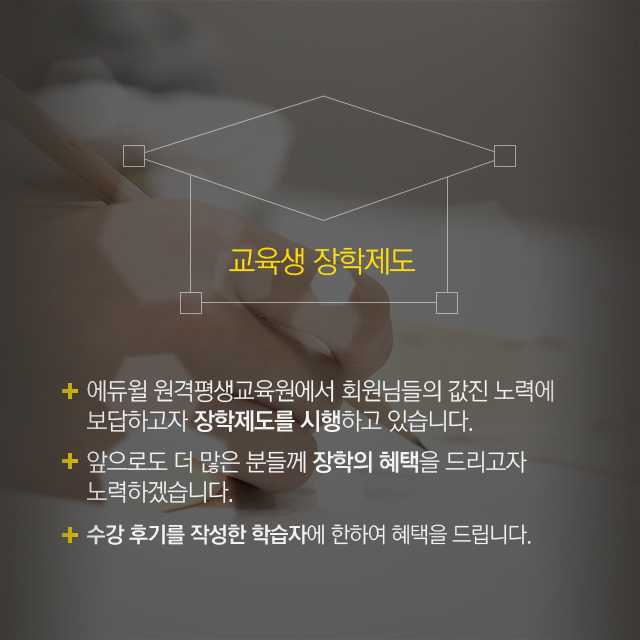 교육생 장학제도
+ 에듀윌 원격평생교육원에서 회원님들의 값진 노력에
보답하고자 장학제도를 시행하고 있습니다.
+ 앞으로도 더 많은 분들께 장학의 혜택을 드리고자
노력하겠습니다.
+ 수강 후기를 작성한 학습자에 한하여 혜택을 드립니다.